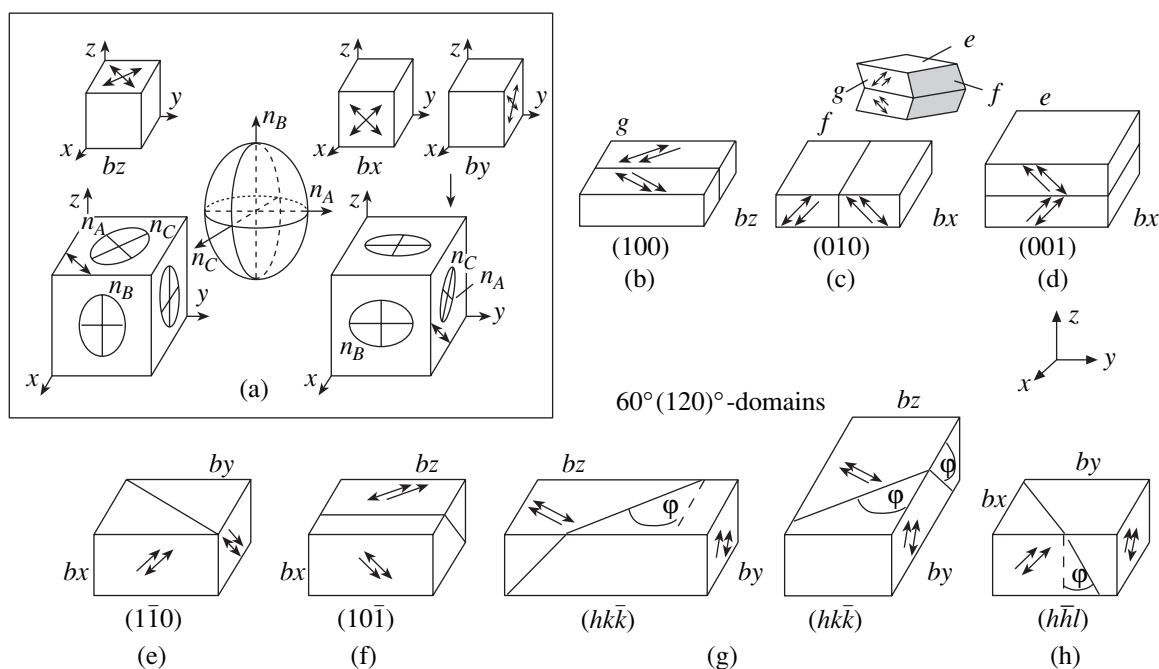 z
y
x
bz
n_B
n_A
n_C
z
y
x
bx
z
y
x
by
z
n_A
n_C
n_B
y
x
z
n_C
n_A
n_B
y
x
(a)
e
g
f
g
bz
(100)
(b)
f
bx
(010)
(c)
e
bx
(001)
(d)
z
y
x
60°(120)°-domains
by
bx
(11̄0)
(e)
bz
bx
(101̄)
(f)
bz
φ
by
(hkk̄)
bz
φ
φ
by
(hkk̄)
(g)
by
bx
φ
(hh̄l)
(h)